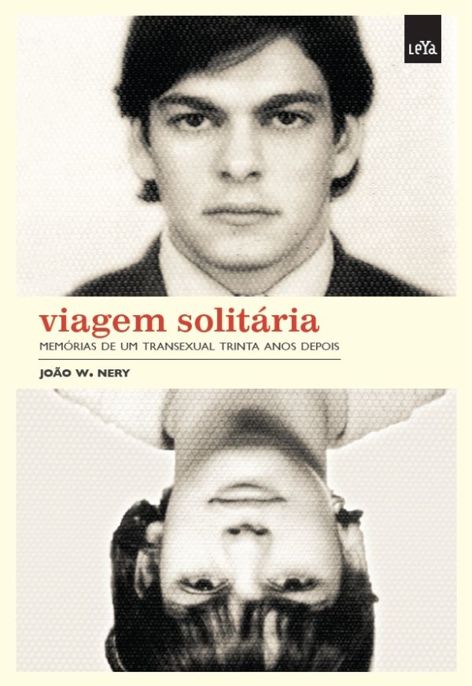 LeYa
viagem solitária
MEMÓRIAS DE UM TRANSEXUAL TRINTA ANOS DEPOIS
JOÃO W. NERY